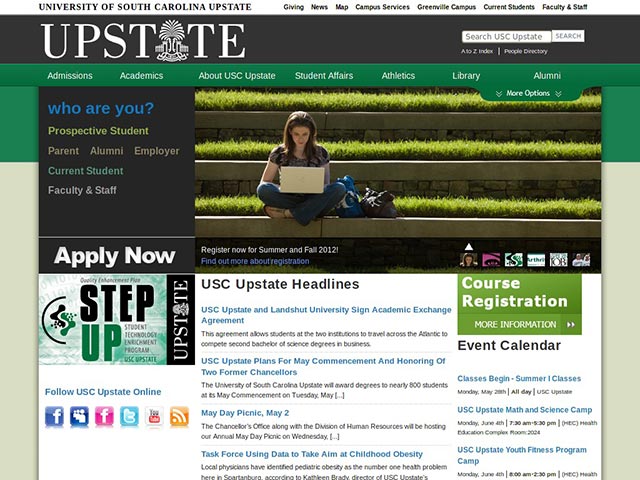 UNIVERSITY OF SOUTH CAROLINA UPSTATE
Giving News Map Campus Services Greenville Campus Current Students Faculty & Staff
UPSTATE
Search USC Upstate SEARCH
A to Z Index | People Directory
Admissions Academics About USC Upstate Student Affairs Athletics Library Alumni
More Options
who are you?
Prospective Student
Parent Alumni Employer
Current Student
Faculty & Staff
Apply Now
Register now for Summer and Fall 2012!
Find out more about registration
Quality Enhancement Plan
STEP
UP
STUDENT
TECHNOLOGY
ENRICHMENT
PROGRAM
USC UPSTATE
UPSTATE
Follow USC Upstate Online
You
Tube
USC Upstate Headlines
USC Upstate and Landshut University Sign Academic Exchange
Agreement
This agreement allows students at the two institutions to travel across the Atlantic to
compete second bachelor of science degrees in business.
USC Upstate Plans For May Commencement And Honoring Of
Two Former Chancellors
The University of South Carolina Upstate will award degrees to nearly 800 students
at its May Commencement on Tuesday, May [...]
May Day Picnic, May 2
The Chancellor's Office along with the Division of Human Resources will be hosting
our Annual May Day Picnic on Wednesday, [...]
Task Force Using Data to Take Aim at Childhood Obesity
Local physicians have identified pediatric obesity as the number one health problem
here in Spartanburg, according to Kathleen Brady, director of USC Upstate's
Course
Registration
MORE INFORMATION
Event Calendar
Classes Begin - Summer I Classes
Monday, May 28th | All day | USC Upstate
USC Upstate Math and Science Camp
Monday, June 4th | 7:30 am-5:30 pm | (HEC) Health
Education Complex Room:2024
USC Upstate Youth Fitness Program
Camp
Monday, June 4th | 8:00 am-2:30 pm | (HEC) Health